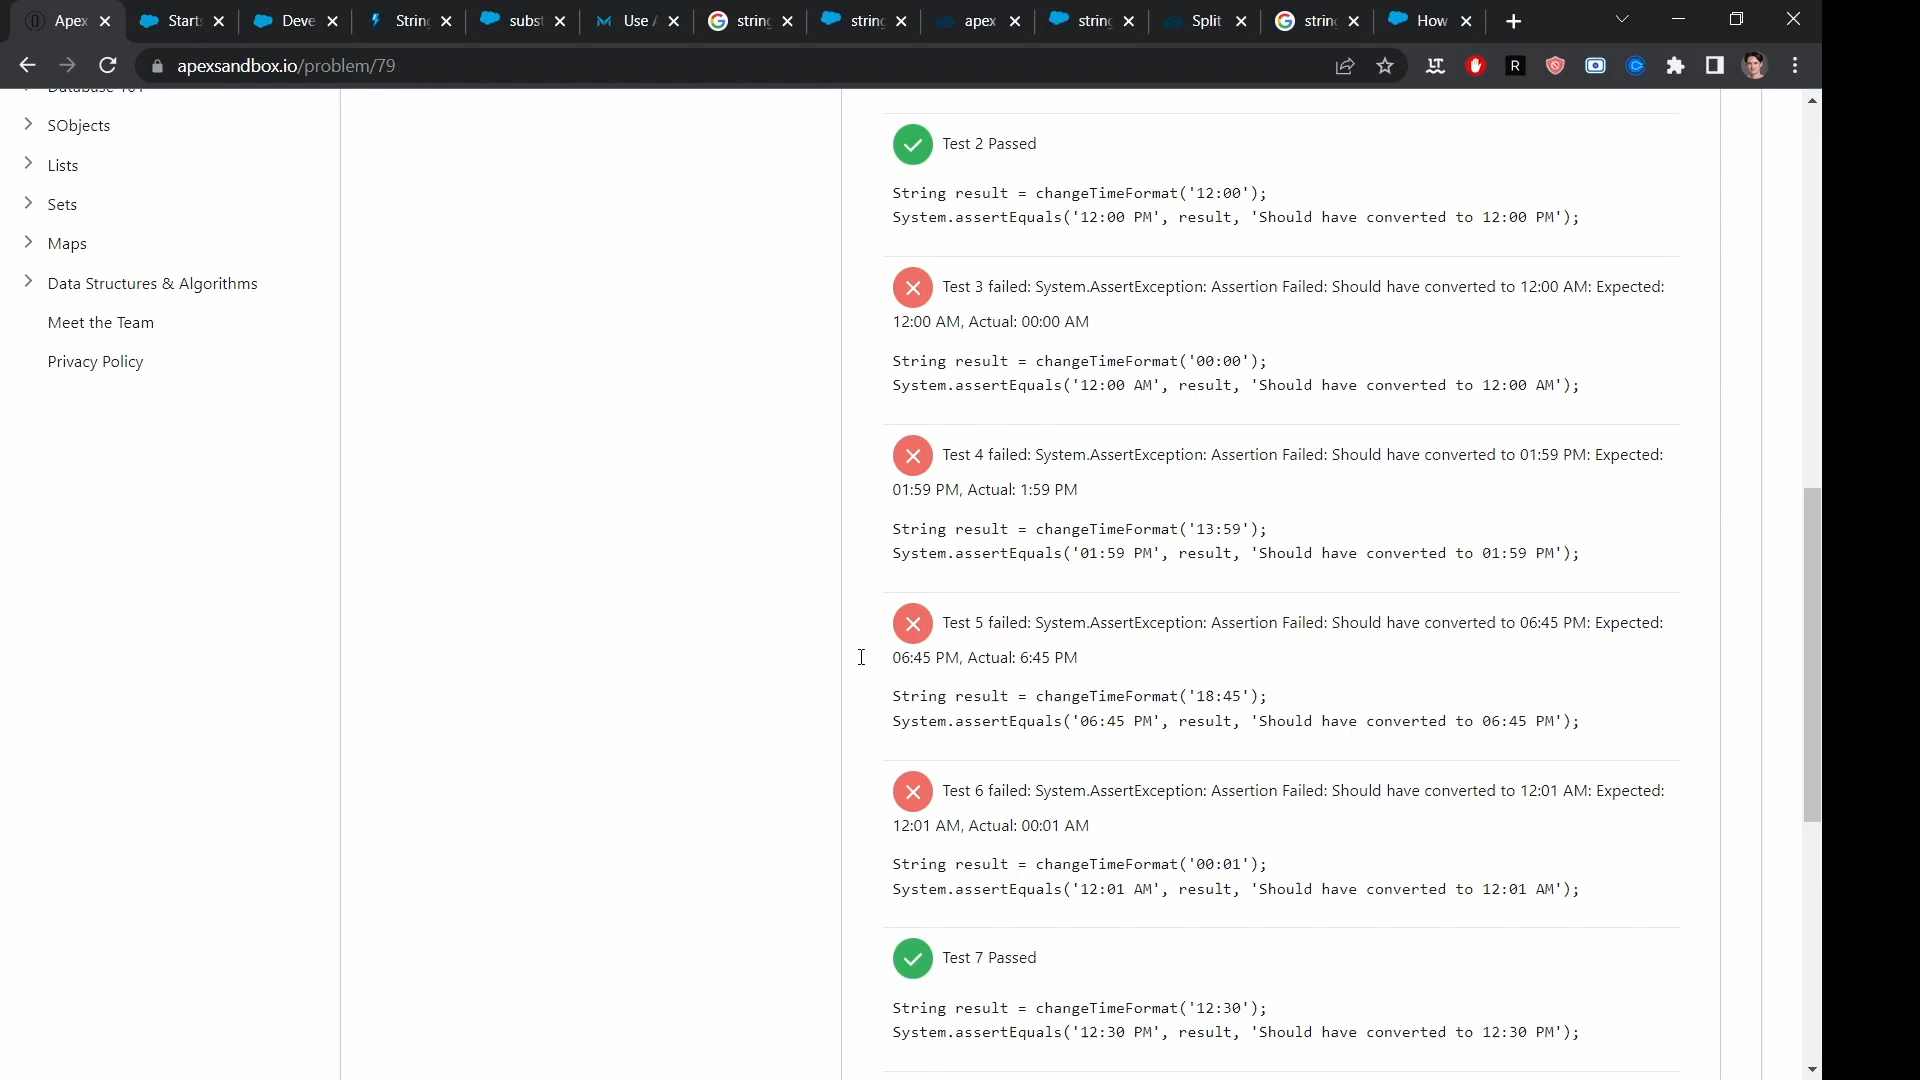 Apex
Starts
Deve
String
subst
Use
string
string
apex
string
Split
string
How
apexsandbox.io/problem/79
Database 101
SObjects
Lists
Sets
Maps
Data Structures & Algorithms
Meet the Team
Privacy Policy
Test 2 Passed
String result = changeTimeFormat('12:00');
System.assertEquals('12:00 PM', result, 'Should have converted to 12:00 PM');
Test 3 failed: System.AssertException: Assertion Failed: Should have converted to 12:00 AM: Expected:
12:00 AM, Actual: 00:00 AM
String result = changeTimeFormat('00:00');
System.assertEquals('12:00 AM', result, 'Should have converted to 12:00 AM');
Test 4 failed: System.AssertException: Assertion Failed: Should have converted to 01:59 PM: Expected:
01:59 PM, Actual: 1:59 PM
String result = changeTimeFormat('13:59');
System.assertEquals('01:59 PM', result, 'Should have converted to 01:59 PM');
Test 5 failed: System.AssertException: Assertion Failed: Should have converted to 06:45 PM: Expected:
06:45 PM, Actual: 6:45 PM
String result = changeTimeFormat('18:45');
System.assertEquals('06:45 PM', result, 'Should have converted to 06:45 PM');
Test 6 failed: System.AssertException: Assertion Failed: Should have converted to 12:01 AM: Expected:
12:01 AM, Actual: 00:01 AM
String result = changeTimeFormat('00:01');
System.assertEquals('12:01 AM', result, 'Should have converted to 12:01 AM');
Test 7 Passed
String result = changeTimeFormat('12:30');
System.assertEquals('12:30 PM', result, 'Should have converted to 12:30 PM');